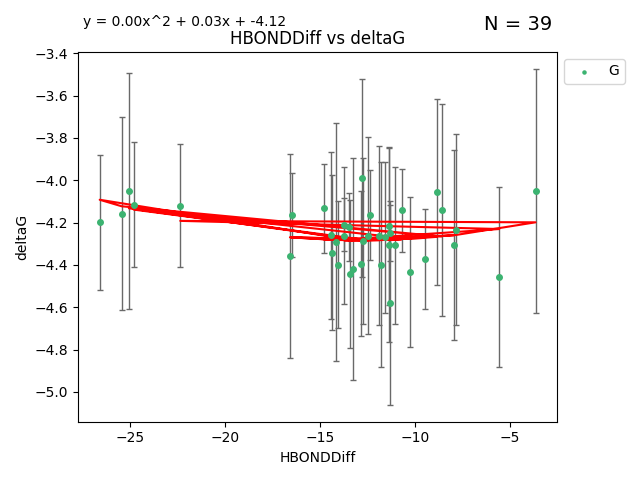 y = 0.00x^2 + 0.03x + -4.12
N = 39
HBONDDiff vs deltaG
G
deltaG
−3.4
−3.6
−3.8
−4.0
−4.2
−4.4
−4.6
−4.8
−5.0
−25
−20
−15
−10
−5
HBONDDiff